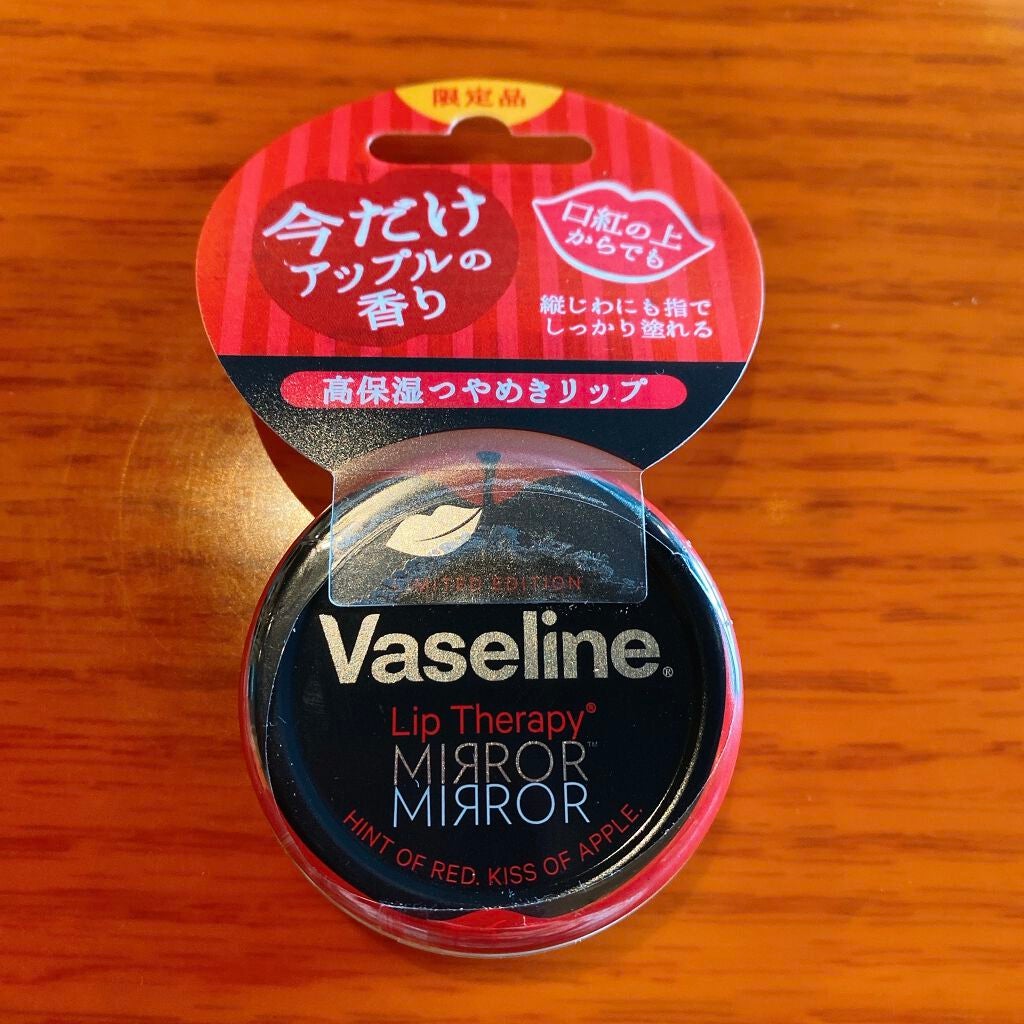 限定品
今だけ
アップルの
香り
口紅の上
からでも
縦じわにも指で
しっかり塗れる
高保湿つやめきリップ
LIMITED EDITION
Vaseline®
Lip Therapy®
MIRROR™
MIRROR
HINT OF RED. KISS OF APPLE.